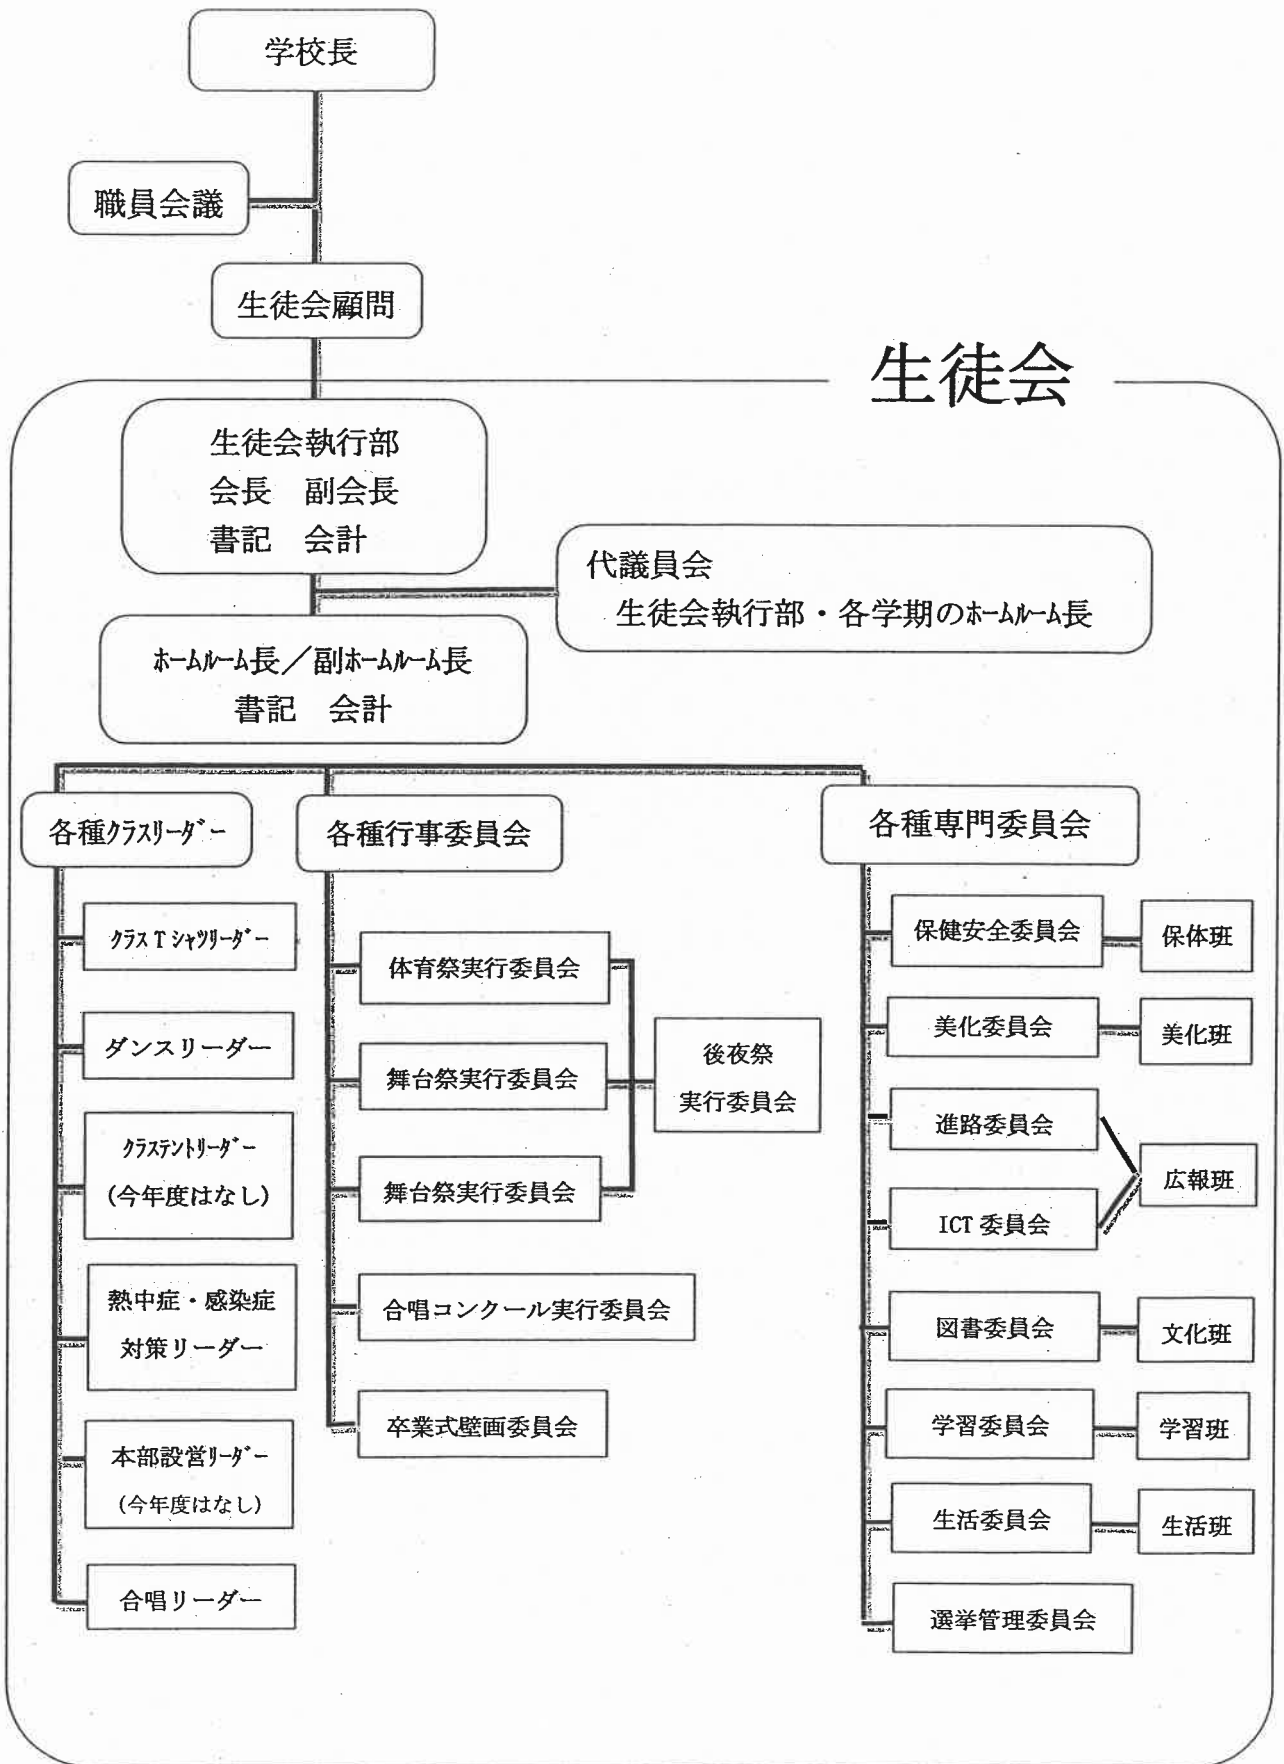 学校長
職員会議
生徒会顧問
生徒会
生徒会執行部
会長　副会長
書記　会計
代議員会
生徒会執行部・各学期のﾎｰﾑﾙｰﾑ長
ﾎｰﾑﾙｰﾑ長／副ﾎｰﾑﾙｰﾑ長
書記　会計
各種ｸﾗｽﾘｰﾀﾞｰ
ｸﾗｽTｼｬﾂﾘｰﾀﾞｰ
ダンスリーダー
ｸﾗｽﾃﾝﾄﾘｰﾀﾞｰ
(今年度はなし)
熱中症・感染症
対策リーダー
本部設営ﾘｰﾀﾞｰ
(今年度はなし)
合唱リーダー
各種行事委員会
体育祭実行委員会
舞台祭実行委員会
舞台祭実行委員会
後夜祭
実行委員会
合唱コンクール実行委員会
卒業式壁画委員会
各種専門委員会
保健安全委員会
保体班
美化委員会
美化班
進路委員会
ICT 委員会
広報班
図書委員会
文化班
学習委員会
学習班
生活委員会
生活班
選挙管理委員会